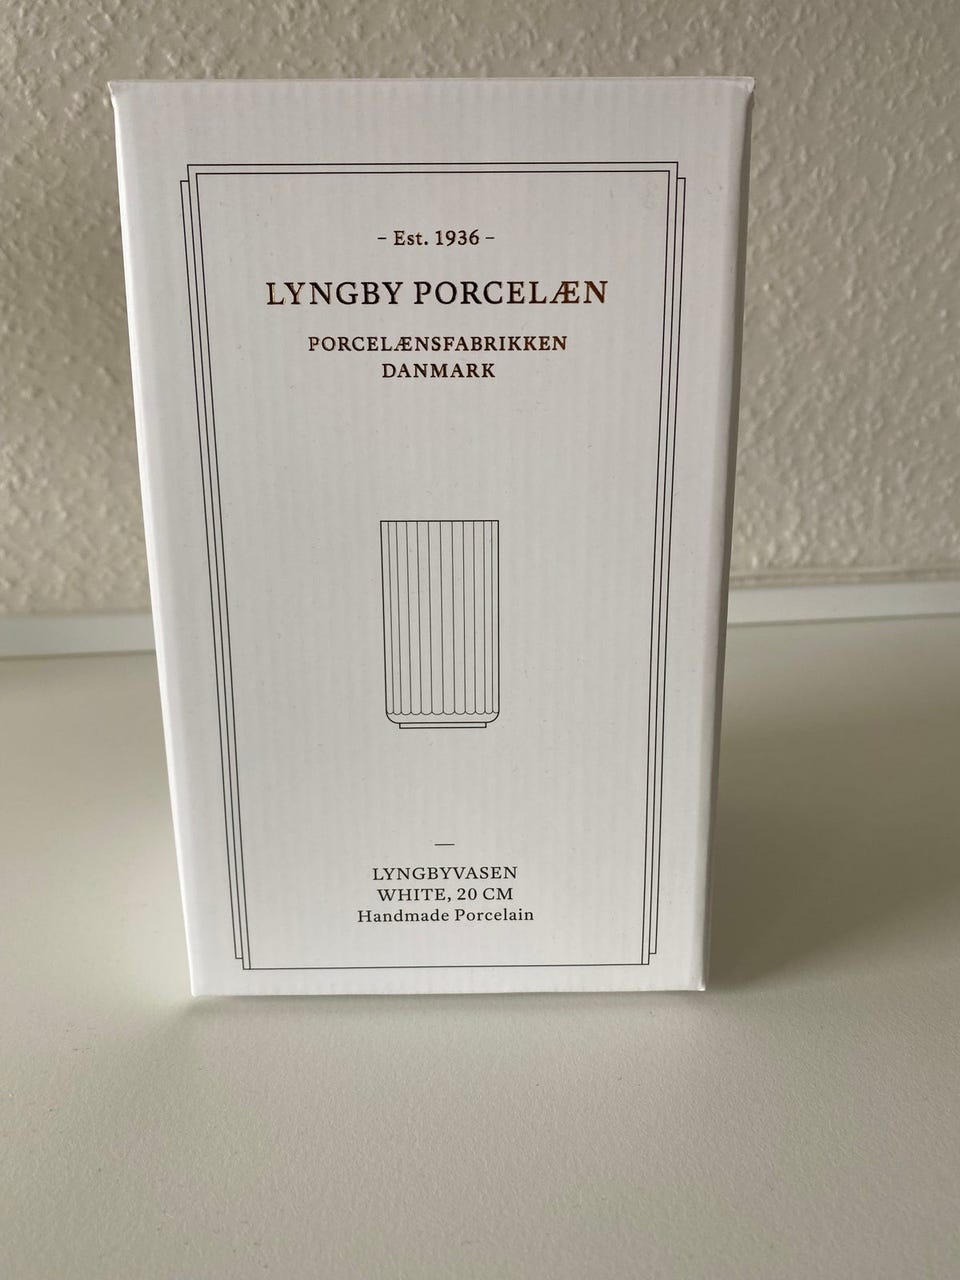 – Est. 1936 –
LYNGBY PORCELÆN
PORCELÆNSFABRIKKEN
DANMARK
LYNGBYVASEN
WHITE, 20 CM
Handmade Porcelain